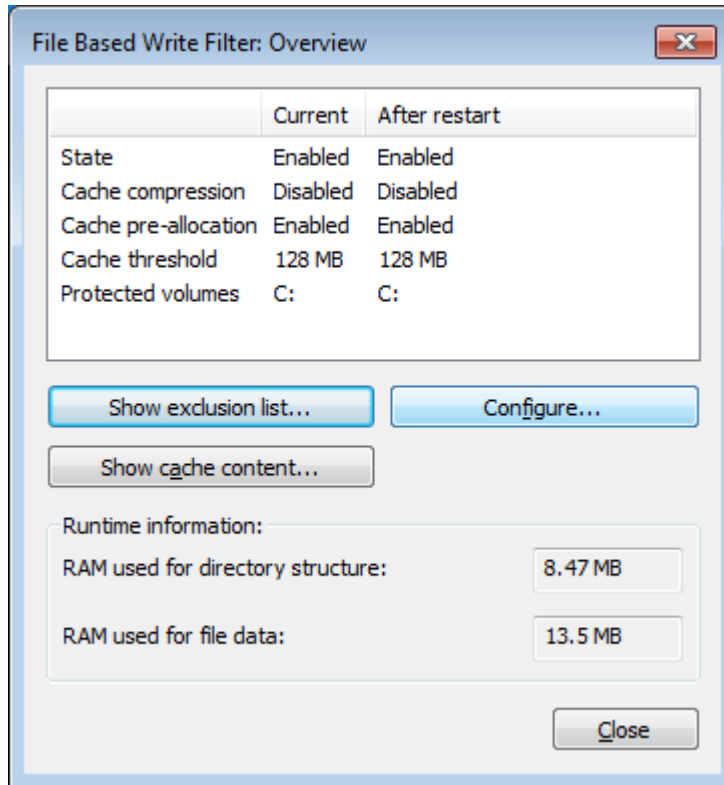 File Based Write Filter: Overview
Current After restart
State Enabled Enabled
Cache compression Disabled Disabled
Cache pre-allocation Enabled Enabled
Cache threshold 128 MB 128 MB
Protected volumes C: C:
Show exclusion list... Configure...
Show cache content...
Runtime information:
RAM used for directory structure: 8.47 MB
RAM used for file data: 13.5 MB
Close